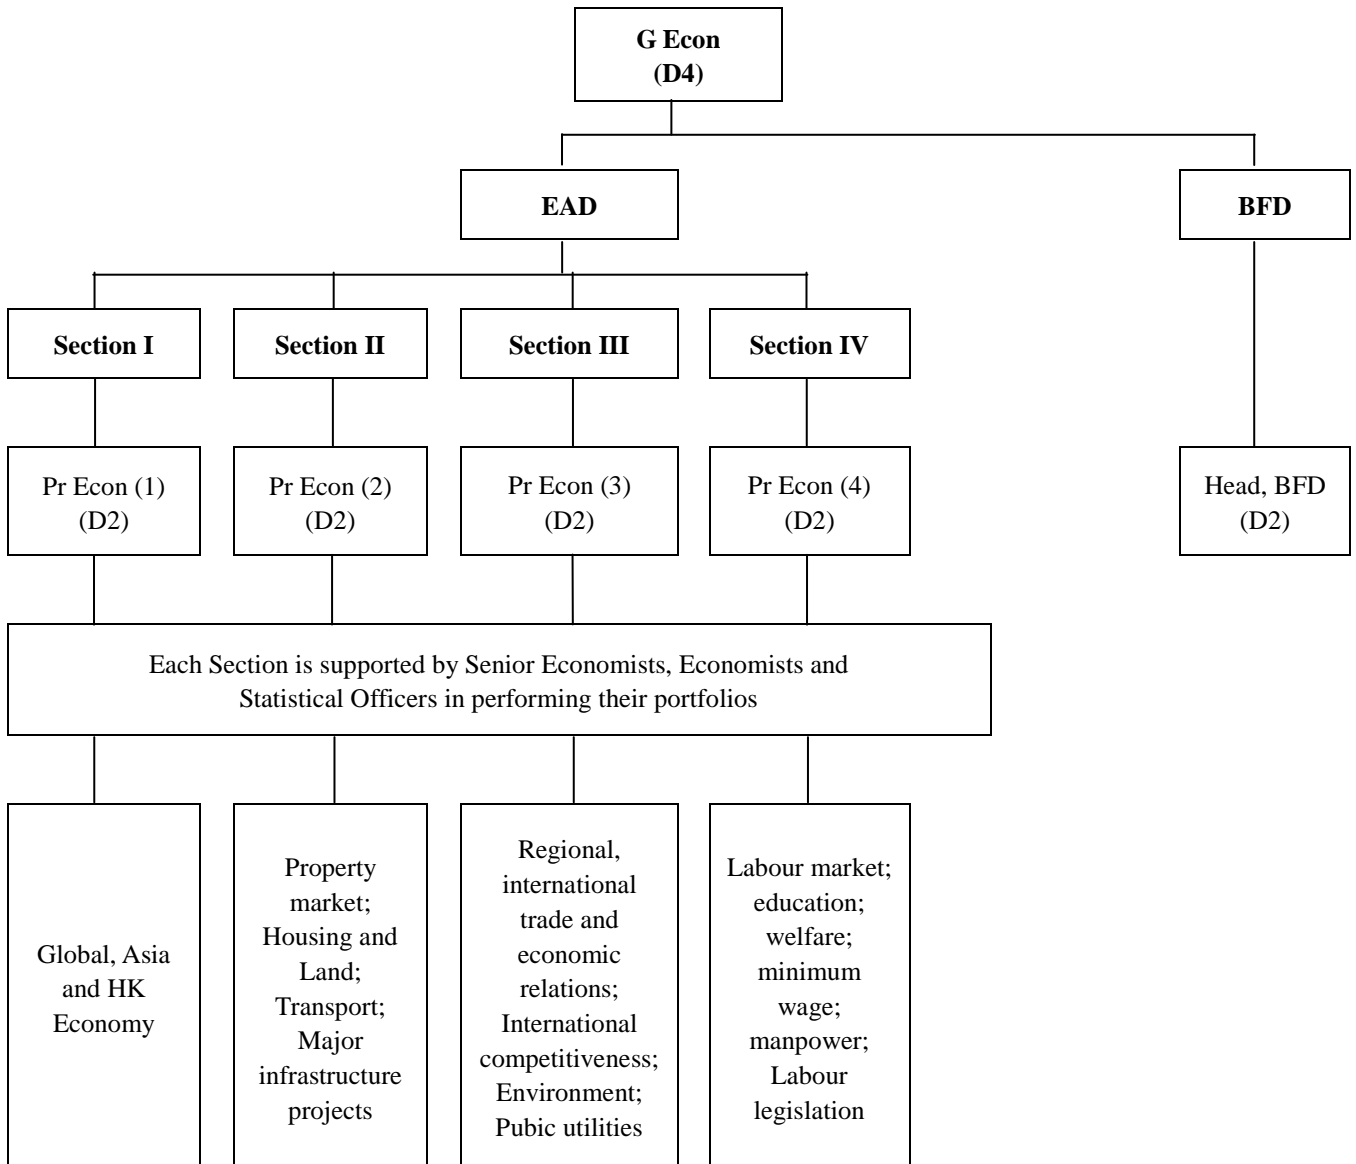 G Econ
(D4)
EAD
BFD
Section I
Section II
Section III
Section IV
Pr Econ (1)
(D2)
Pr Econ (2)
(D2)
Pr Econ (3)
(D2)
Pr Econ (4)
(D2)
Head, BFD
(D2)
Each Section is supported by Senior Economists, Economists and
Statistical Officers in performing their portfolios
Global, Asia
and HK
Economy
Property
market;
Housing and
Land;
Transport;
Major
infrastructure
projects
Regional,
international
trade and
economic
relations;
International
competitiveness;
Environment;
Pubic utilities
Labour market;
education;
welfare;
minimum
wage;
manpower;
Labour
legislation